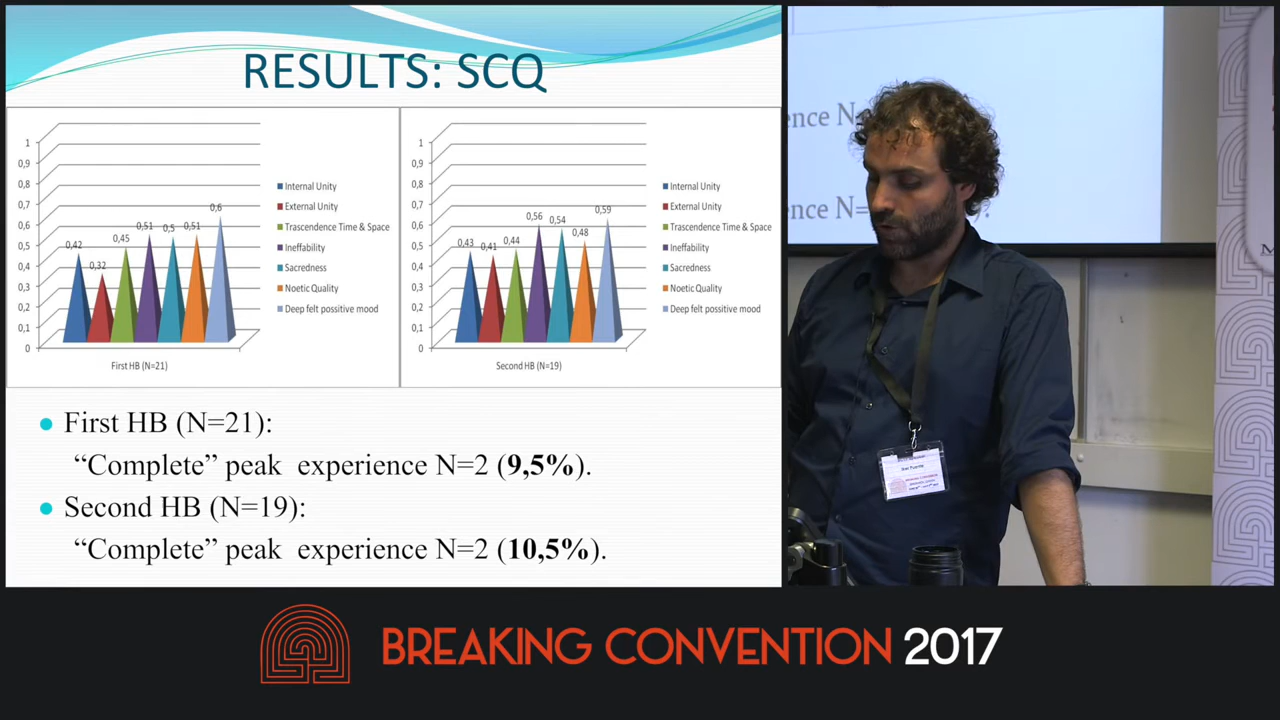 RESULTS: SCQ
1
0,9
0,8
0,7
0,6
0,5
0,4
0,3
0,2
0,1
0
0,42
0,32
0,45
0,51
0,5
0,51
0,6
First HB (N=21)
Internal Unity
External Unity
Trascendence Time & Space
Ineffability
Sacredness
Noetic Quality
Deep felt possitive mood
1
0,9
0,8
0,7
0,6
0,5
0,4
0,3
0,2
0,1
0
0,43
0,41
0,44
0,56
0,54
0,48
0,59
Second HB (N=19)
Internal Unity
External Unity
Trascendence Time & Space
Ineffability
Sacredness
Noetic Quality
Deep felt possitive mood
First HB (N=21):
“Complete” peak experience N=2 (9,5%).
Second HB (N=19):
“Complete” peak experience N=2 (10,5%).
ence N=
ence N=
BREAKING CONVENTION 2017